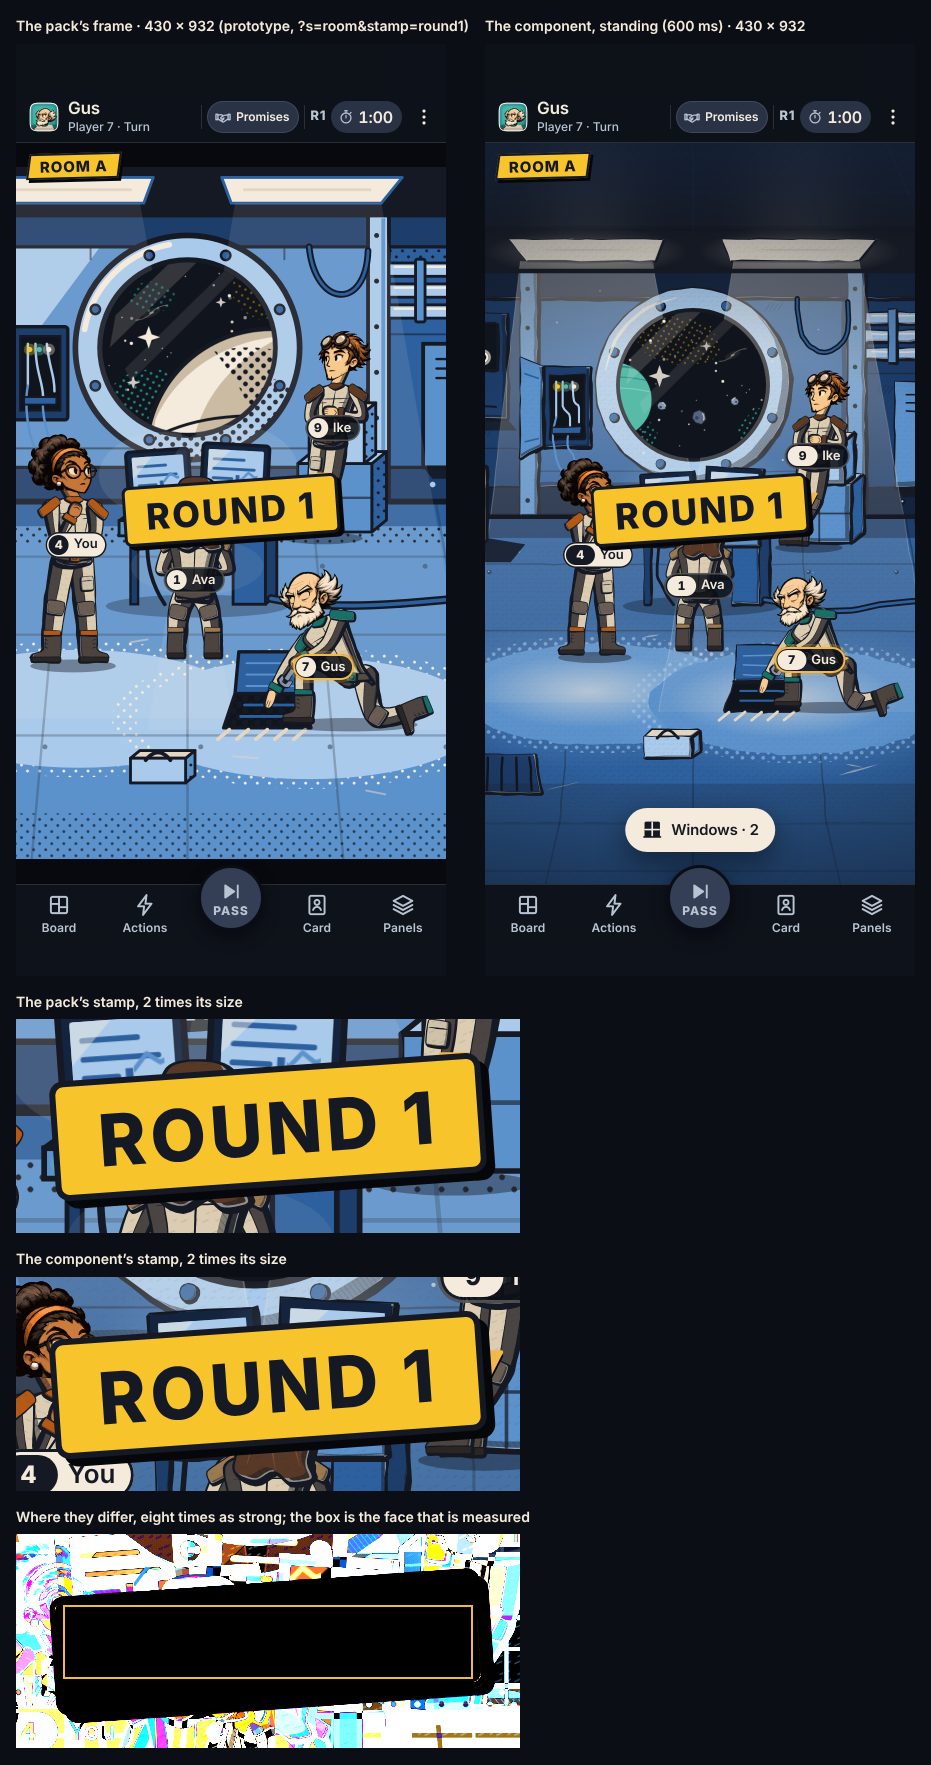 The pack's frame · 430 × 932 (prototype, ?s=room&stamp=round1)
Gus
Player 7 · Turn
Promises
R1
1:00
ROOM A
9 Ike
ROUND 1
4 You
1 Ava
7 Gus
Board
Actions
PASS
Card
Panels
The component, standing (600 ms) · 430 × 932
Gus
Player 7 · Turn
Promises
R1
1:00
ROOM A
9 Ike
ROUND 1
4 You
1 Ava
7 Gus
Windows · 2
Board
Actions
PASS
Card
Panels
The pack's stamp, 2 times its size
ROUND 1
The component's stamp, 2 times its size
ROUND 1
4 You
Where they differ, eight times as strong; the box is the face that is measured